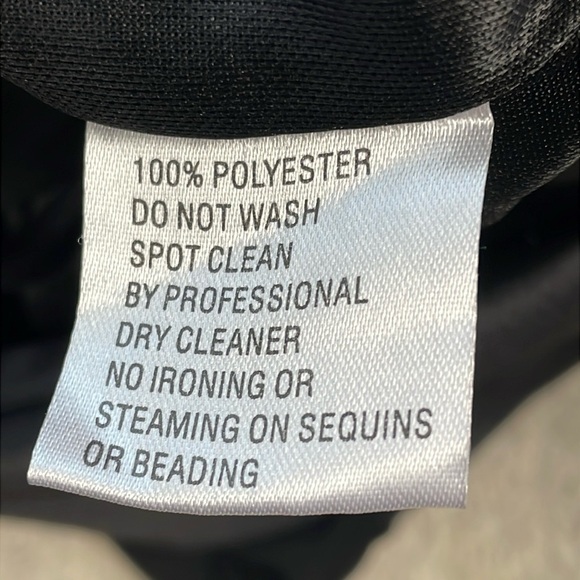 100% POLYESTER
DO NOT WASH
SPOT CLEAN
BY PROFESSIONAL
DRY CLEANER
NO IRONING OR
STEAMING ON SEQUINS
OR BEADING